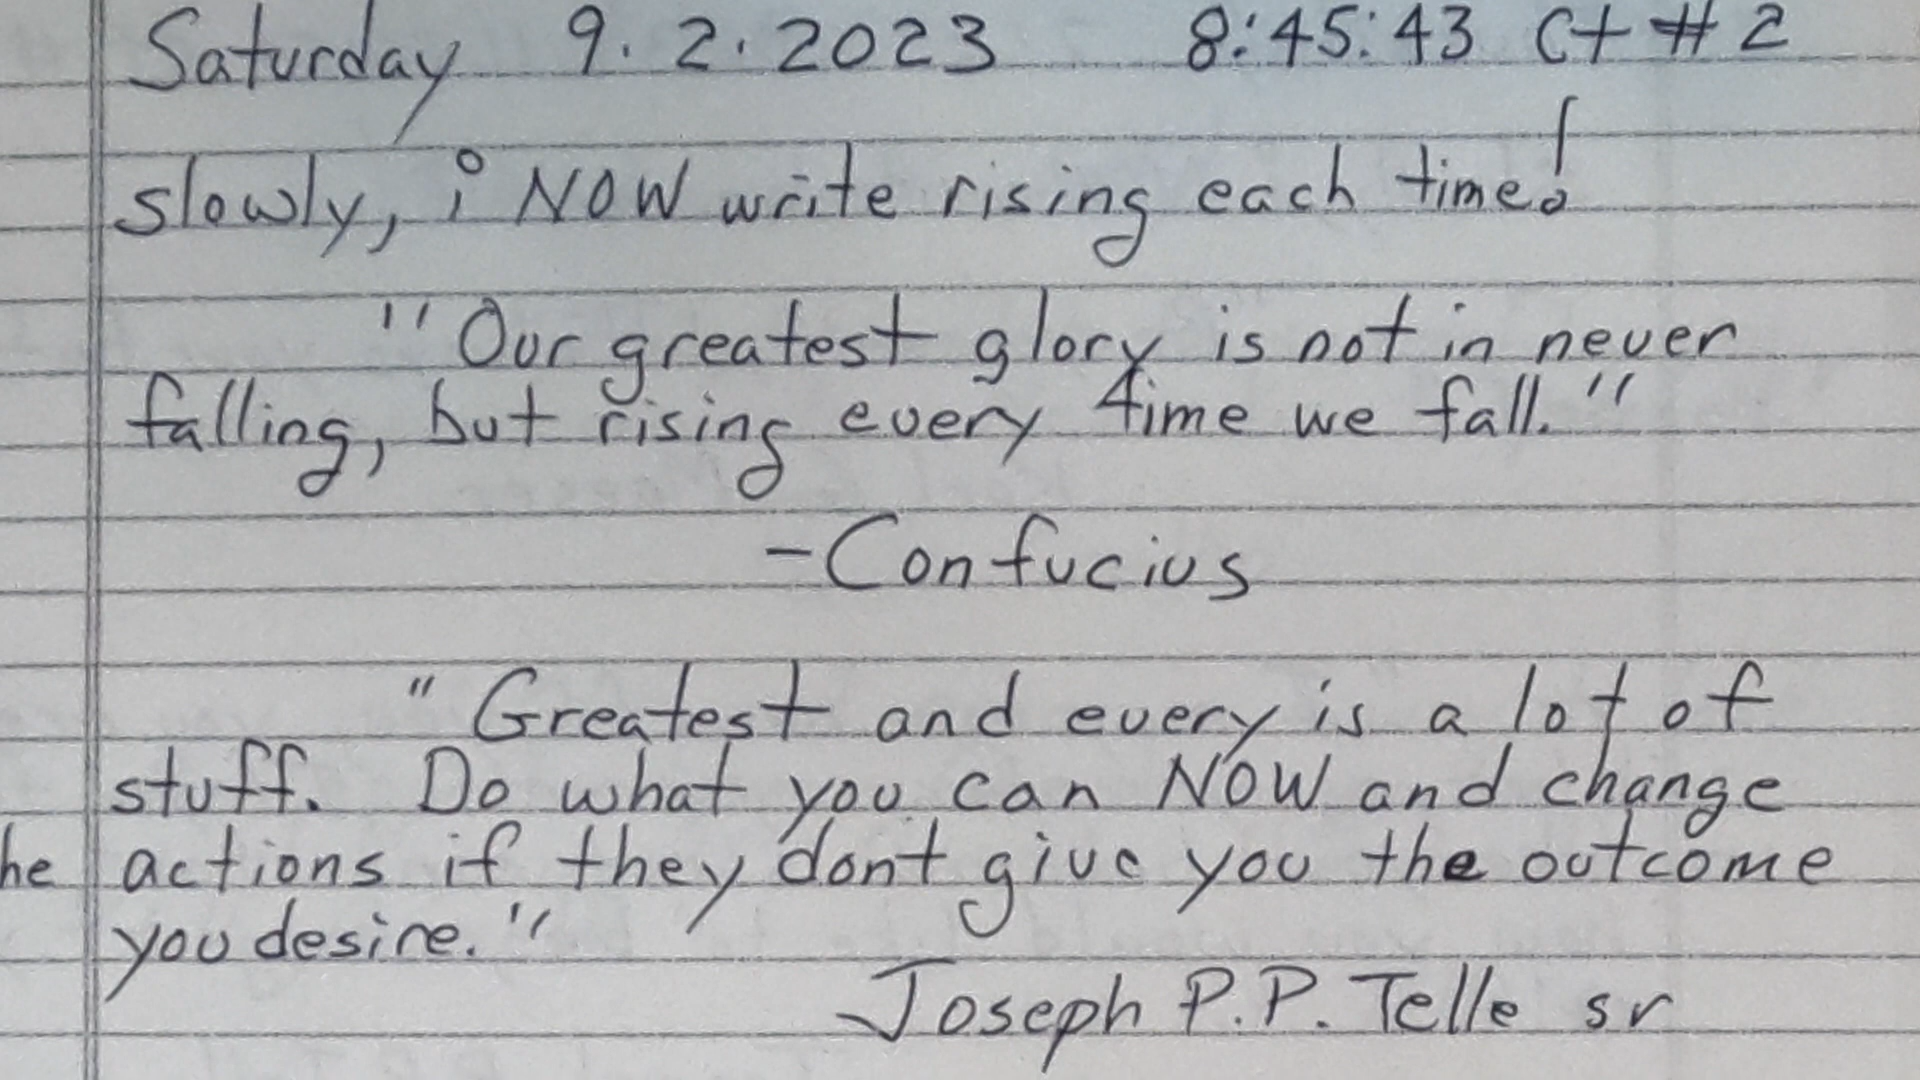 Saturday 9.2.2023 8:45:43 Ct #2
slowly, i NOW write rising each time!
"Our greatest glory is not in never
falling, but rising every time we fall."
-Confucius
"Greatest and every is a lot of
stuff. Do what you can NOW and change
he actions if they dont give you the outcome
you desire."
-Joseph P.P. Telle sr